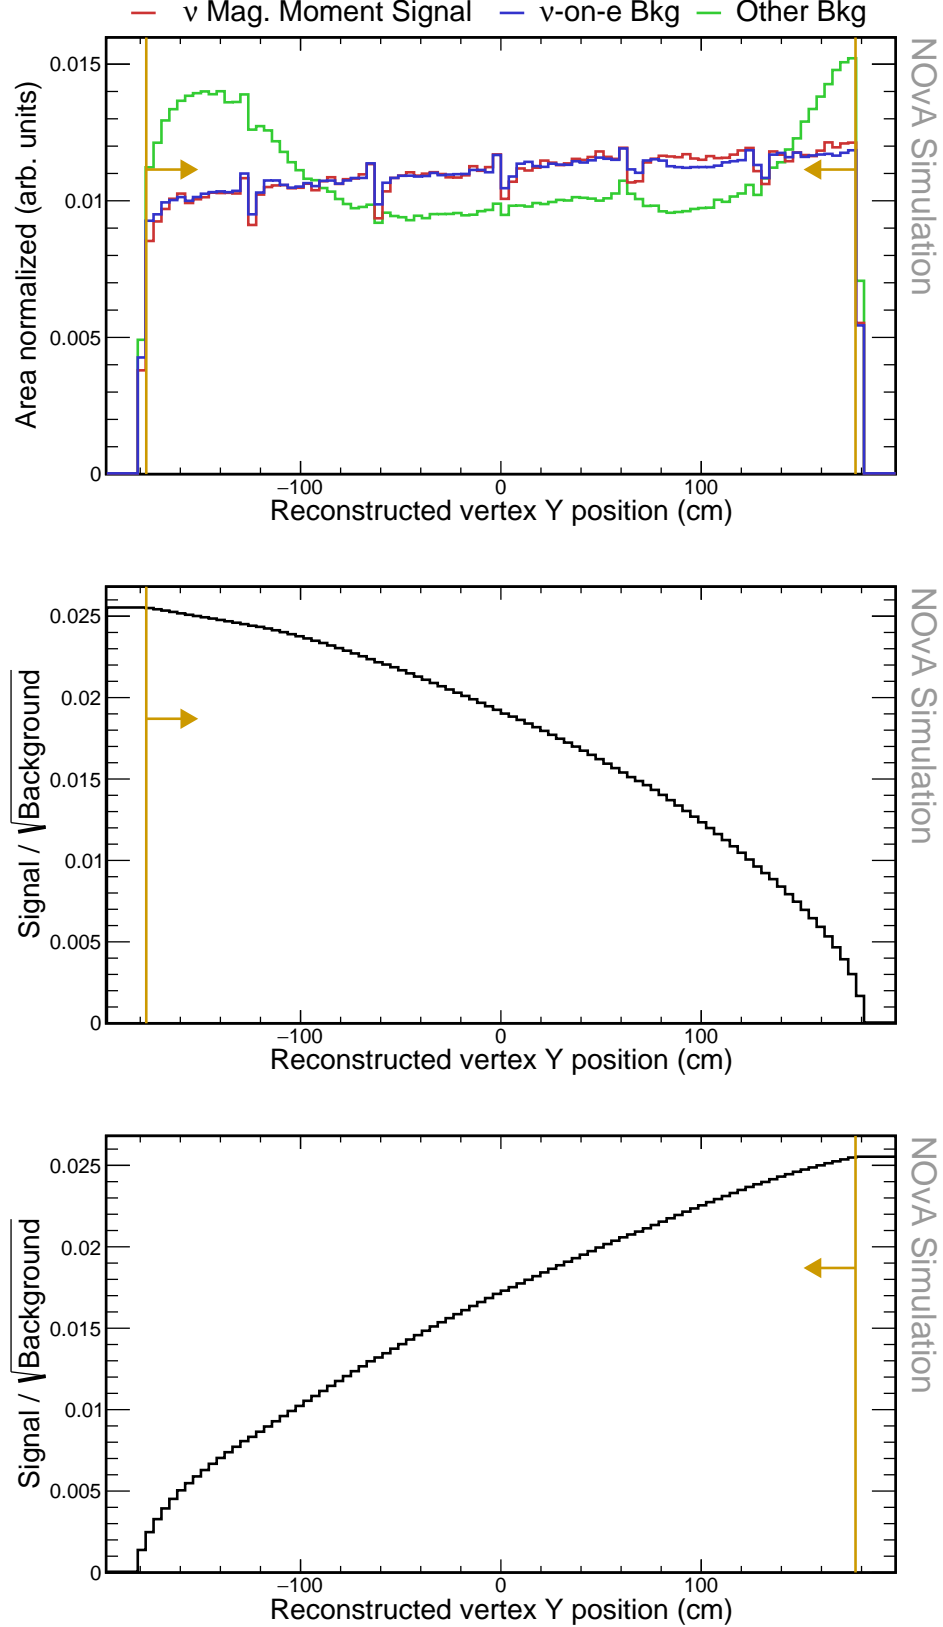 ν Mag. Moment Signal ν-on-e Bkg Other Bkg
NOvA Simulation
Area normalized (arb. units)
0.015
0.01
0.005
0
−100 0 100
Reconstructed vertex Y position (cm)
NOvA Simulation
Signal / √Background
0.025
0.02
0.015
0.01
0.005
0
−100 0 100
Reconstructed vertex Y position (cm)
NOvA Simulation
Signal / √Background
0.025
0.02
0.015
0.01
0.005
0
−100 0 100
Reconstructed vertex Y position (cm)